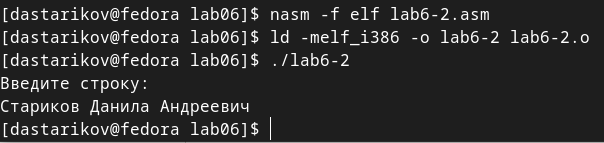 [dastarikov@fedora lab06]$ nasm -f elf lab6-2.asm
[dastarikov@fedora lab06]$ ld -melf_i386 -o lab6-2 lab6-2.o
[dastarikov@fedora lab06]$ ./lab6-2
Введите строку:
Стариков Данила Андреевич
[dastarikov@fedora lab06]$